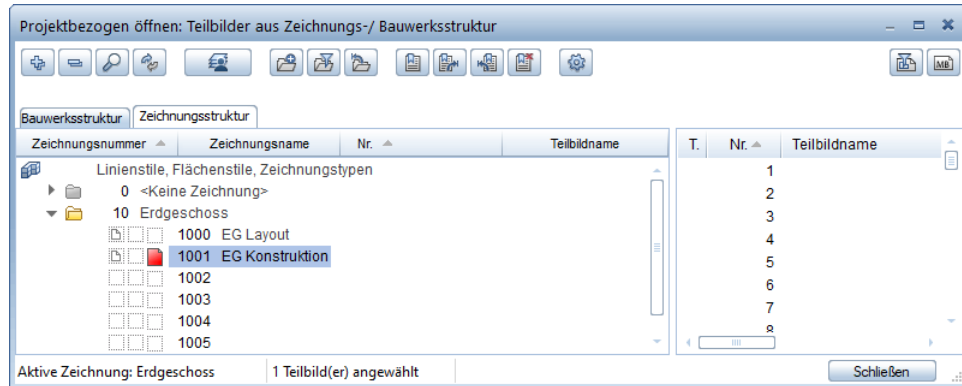 Projektbezogen öffnen: Teilbilder aus Zeichnungs-/ Bauwerksstruktur
MB
Bauwerksstruktur Zeichnungsstruktur
Zeichnungsnummer Zeichnungsname Nr. Teilbildname T. Nr. Teilbildname
Linienstile, Flächenstile, Zeichnungstypen 1
0 <Keine Zeichnung> 2
10 Erdgeschoss 3
1000 EG Layout 4
1001 EG Konstruktion 5
1002 6
1003 7
1004 8
1005
Aktive Zeichnung: Erdgeschoss 1 Teilbild(er) angewählt Schließen